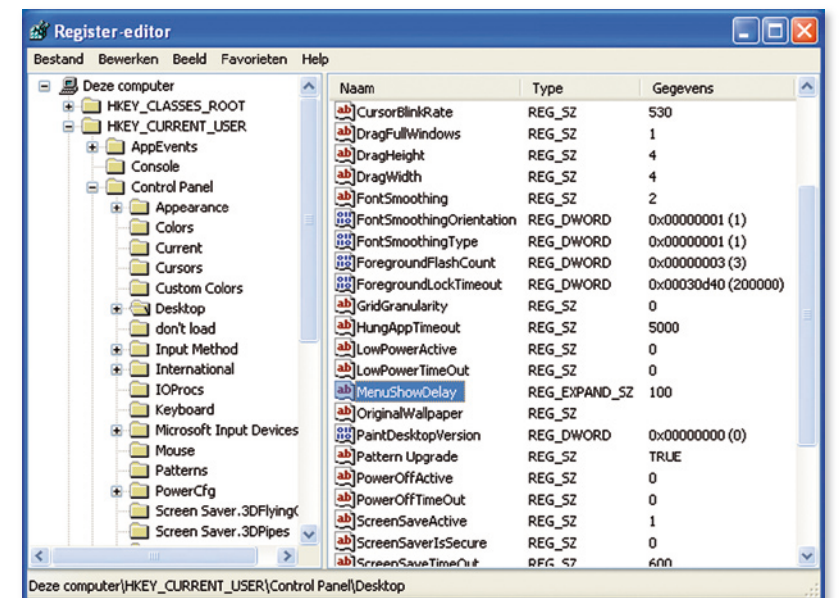 Register-editor
Bestand Bewerken Beeld Favorieten Help
Deze computer
HKEY_CLASSES_ROOT
HKEY_CURRENT_USER
AppEvents
Console
Control Panel
Appearance
Colors
Current
Cursors
Custom Colors
Desktop
don't load
Input Method
International
IOProcs
Keyboard
Microsoft Input Devices
Mouse
Patterns
PowerCfg
Screen Saver.3DFlying
Screen Saver.3DPipes
Naam Type Gegevens
CursorBlinkRate REG_SZ 530
DragFullWindows REG_SZ 1
DragHeight REG_SZ 4
DragWidth REG_SZ 4
FontSmoothing REG_SZ 2
FontSmoothingOrientation REG_DWORD 0x00000001 (1)
FontSmoothingType REG_DWORD 0x00000001 (1)
ForegroundFlashCount REG_DWORD 0x00000003 (3)
ForegroundLockTimeout REG_DWORD 0x00030d40 (200000)
GridGranularity REG_SZ 0
HungAppTimeout REG_SZ 5000
LowPowerActive REG_SZ 0
LowPowerTimeOut REG_SZ 0
MenuShowDelay REG_EXPAND_SZ 100
OriginalWallpaper REG_SZ
PaintDesktopVersion REG_DWORD 0x00000000 (0)
Pattern Upgrade REG_SZ TRUE
PowerOffActive REG_SZ 0
PowerOffTimeOut REG_SZ 0
ScreenSaveActive REG_SZ 1
ScreenSaverIsSecure REG_SZ 0
ScreenSaveTimeOut REG_SZ 600
Deze computer\HKEY_CURRENT_USER\Control Panel\Desktop